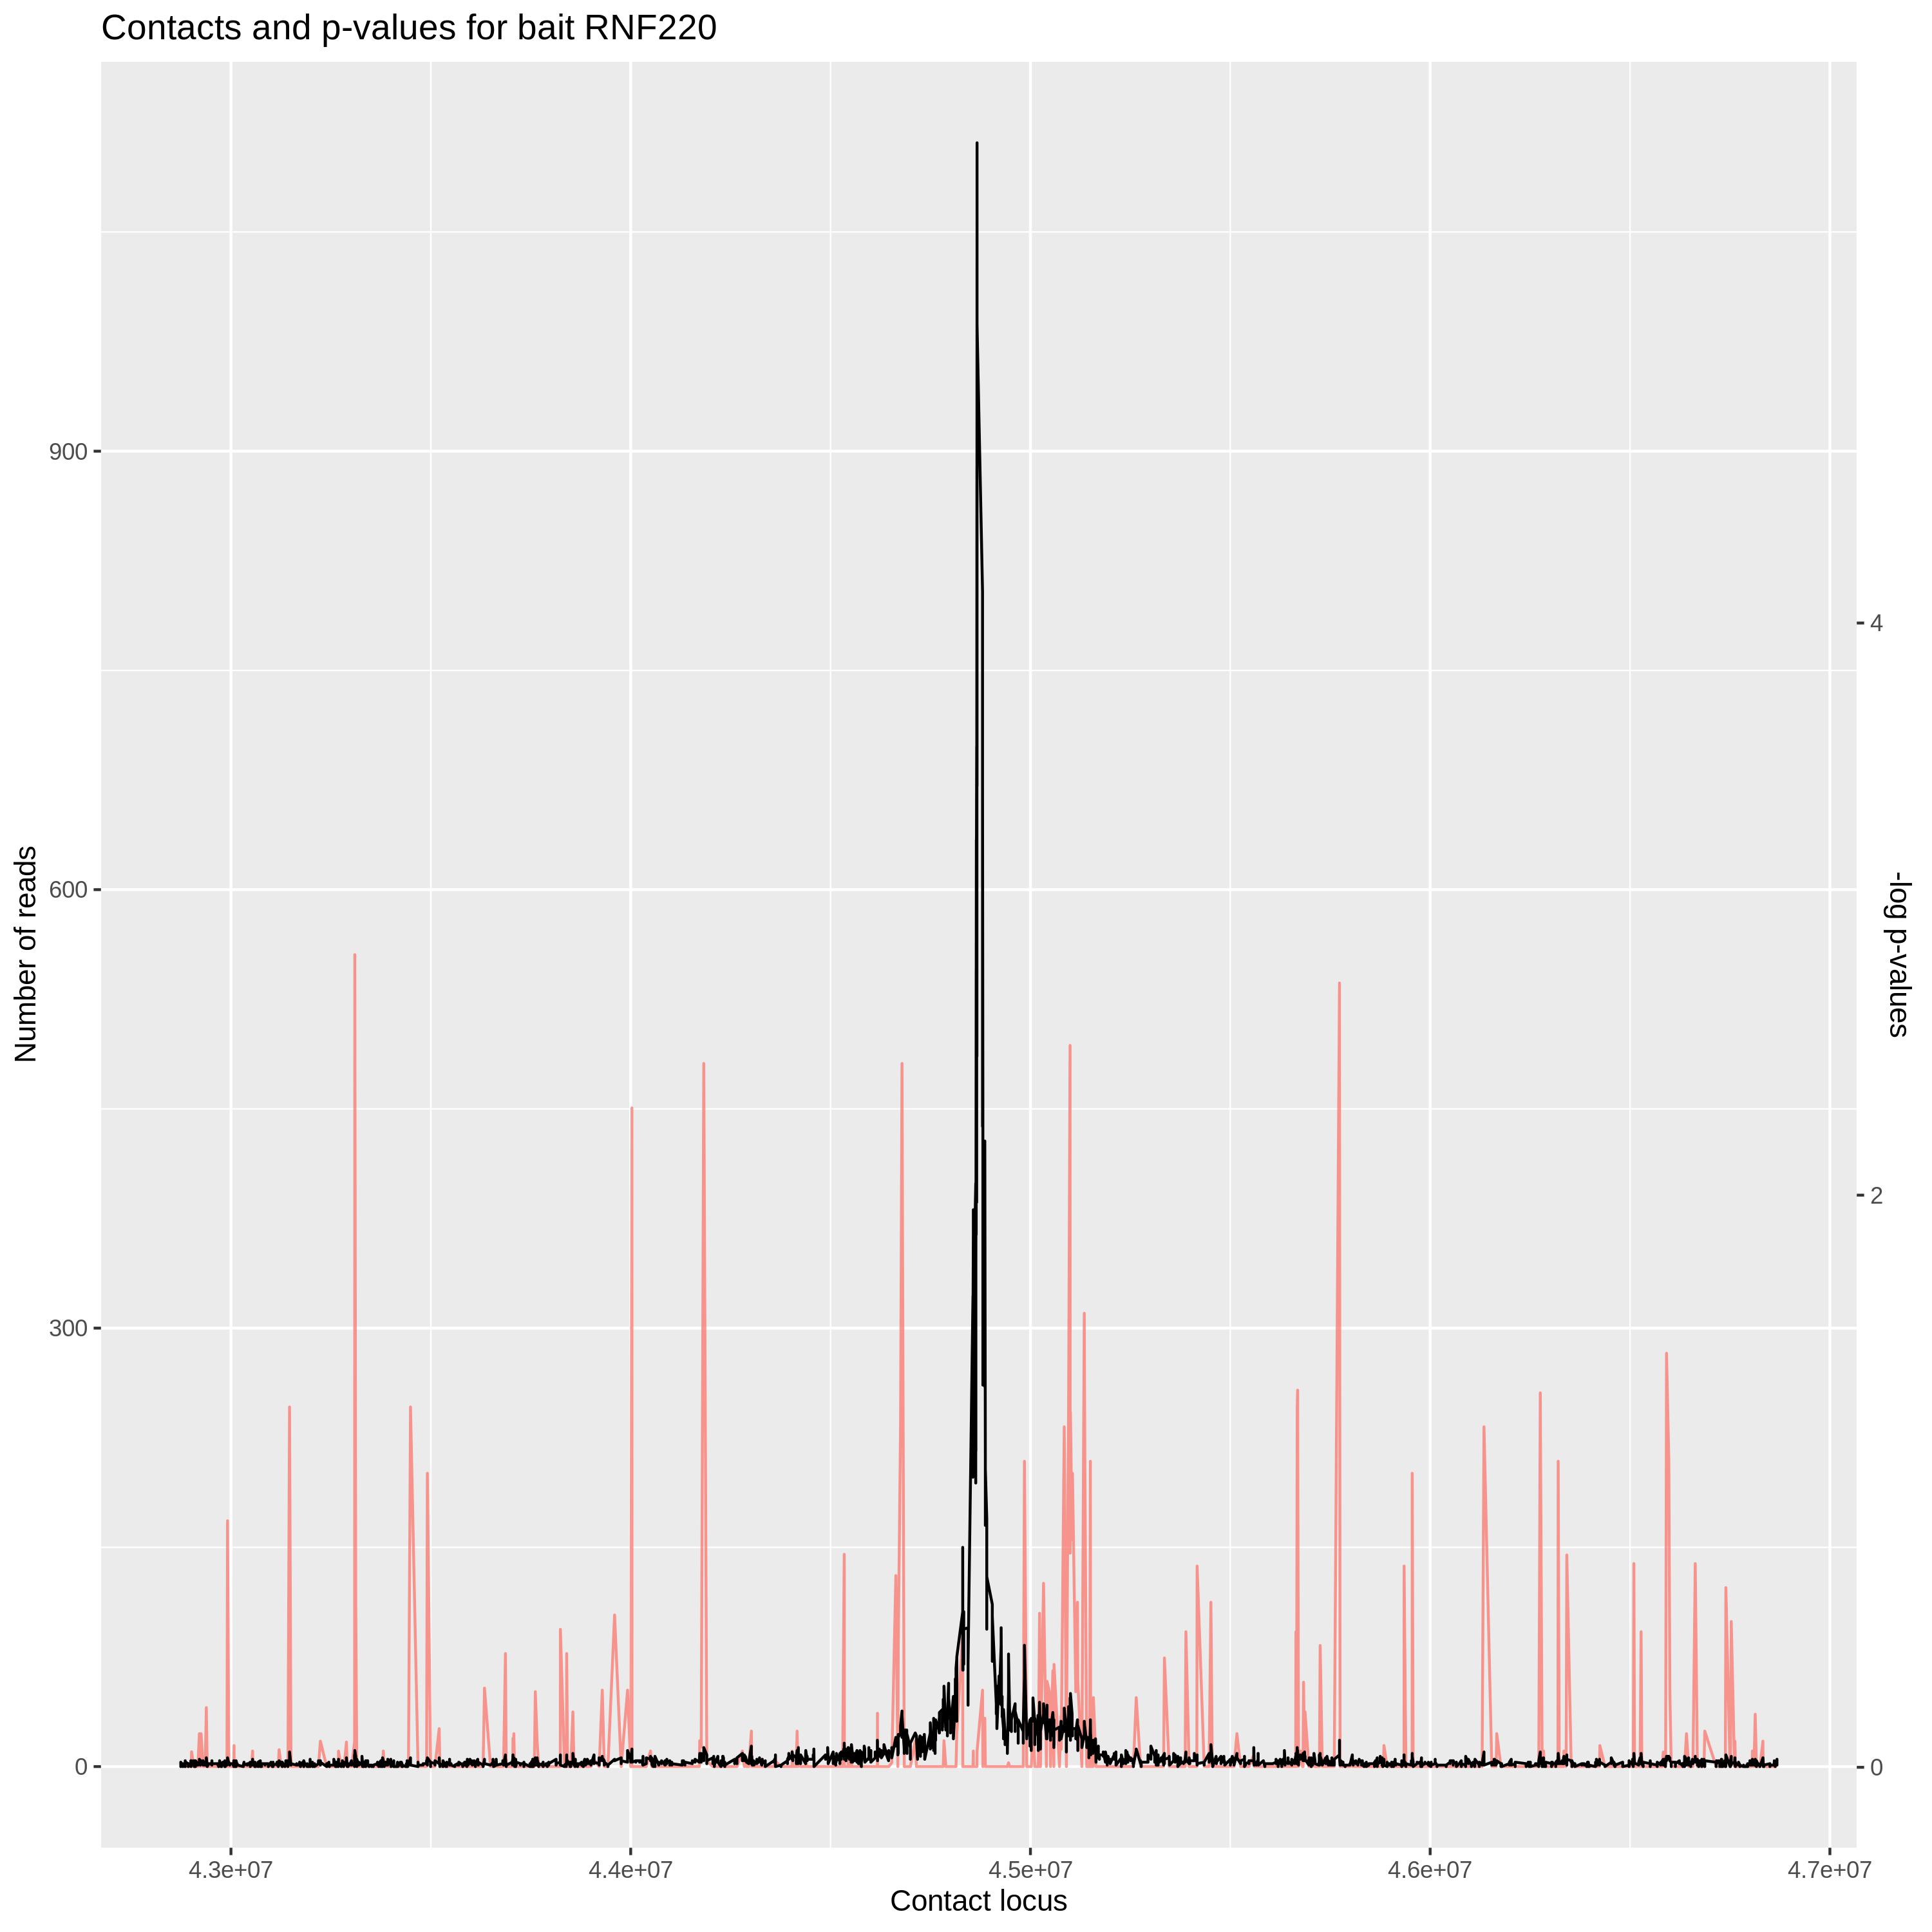 Contacts and p-values for bait RNF220
Number of reads
900
600
300
0
4
2
0
-log p-values
4.3e+07 4.4e+07 4.5e+07 4.6e+07 4.7e+07
Contact locus